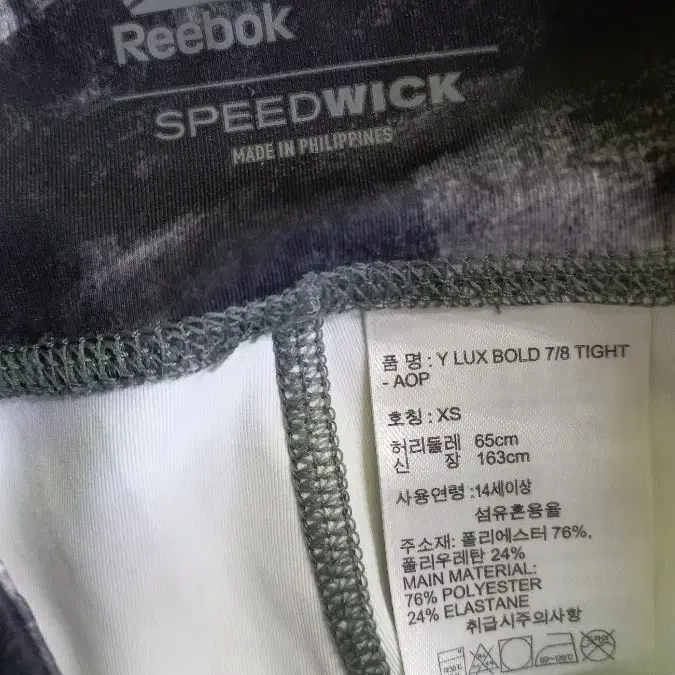 Reebok
SPEEDWICK
MADE IN PHILIPPINES
품 명 : Y LUX BOLD 7/8 TIGHT
- AOP
호칭 : XS
허리둘레 65cm
신 장 163cm
사용연령 :14세이상
섬유혼용율
주소재: 폴리에스터 76%,
폴리우레탄 24%
MAIN MATERIAL:
76% POLYESTER
24% ELASTANE
취급시주의사항